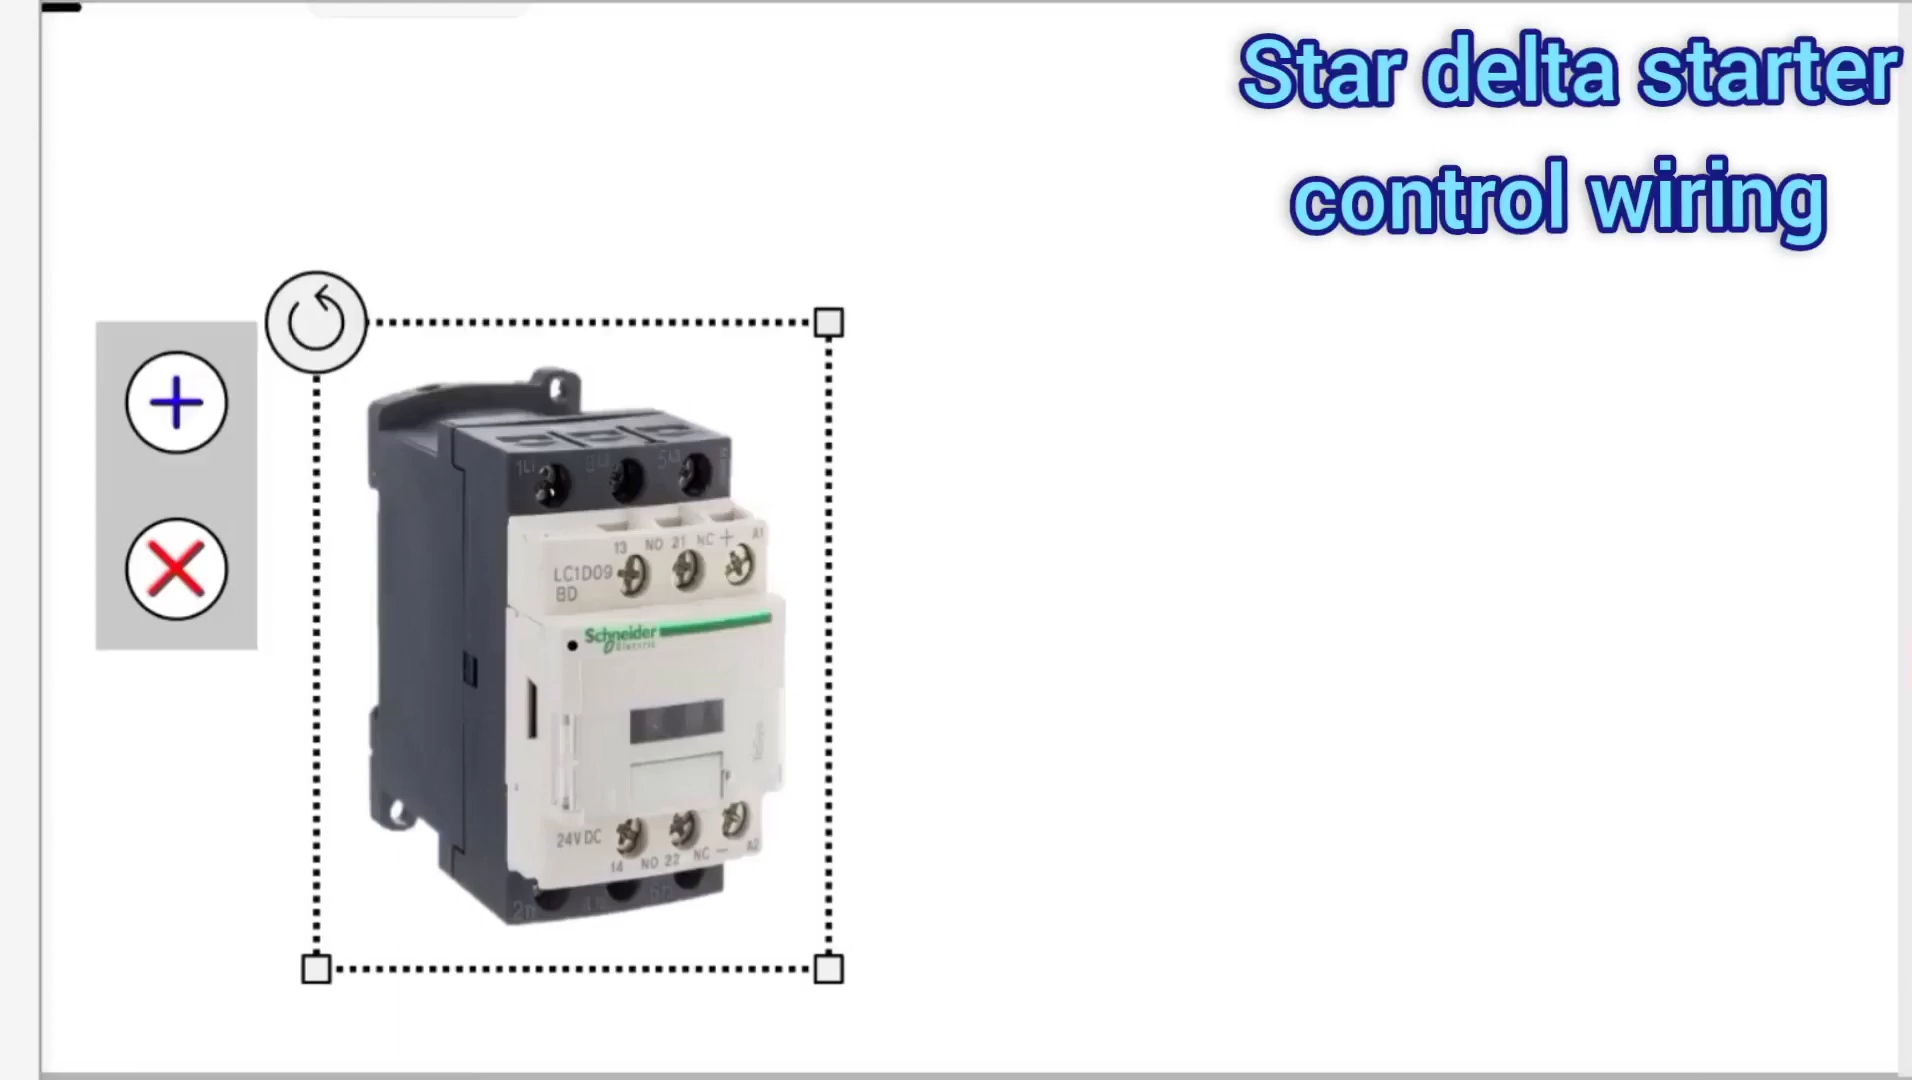 Star delta starter
control wiring
13 NO 21 NC + A1
LC1D09
BD
Schneider
Electric
24V DC
14 NO 22 NC - A2